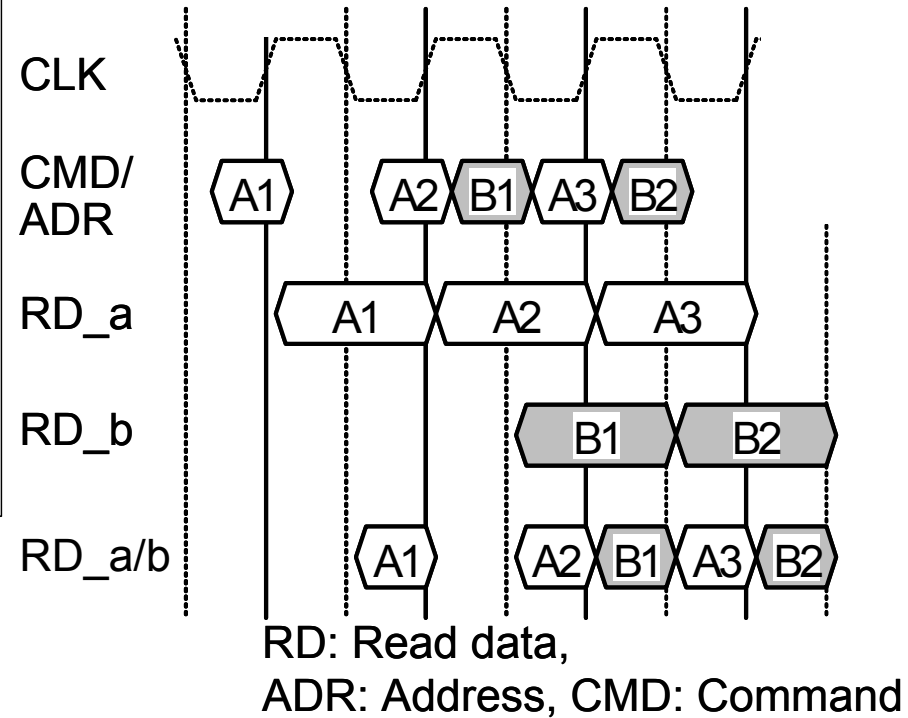 CLK
CMD/
ADR
A1 A2 B1 A3 B2
RD_a
A1 A2 A3
RD_b
B1 B2
RD_a/b
A1 A2 B1 A3 B2
RD: Read data,
ADR: Address, CMD: Command